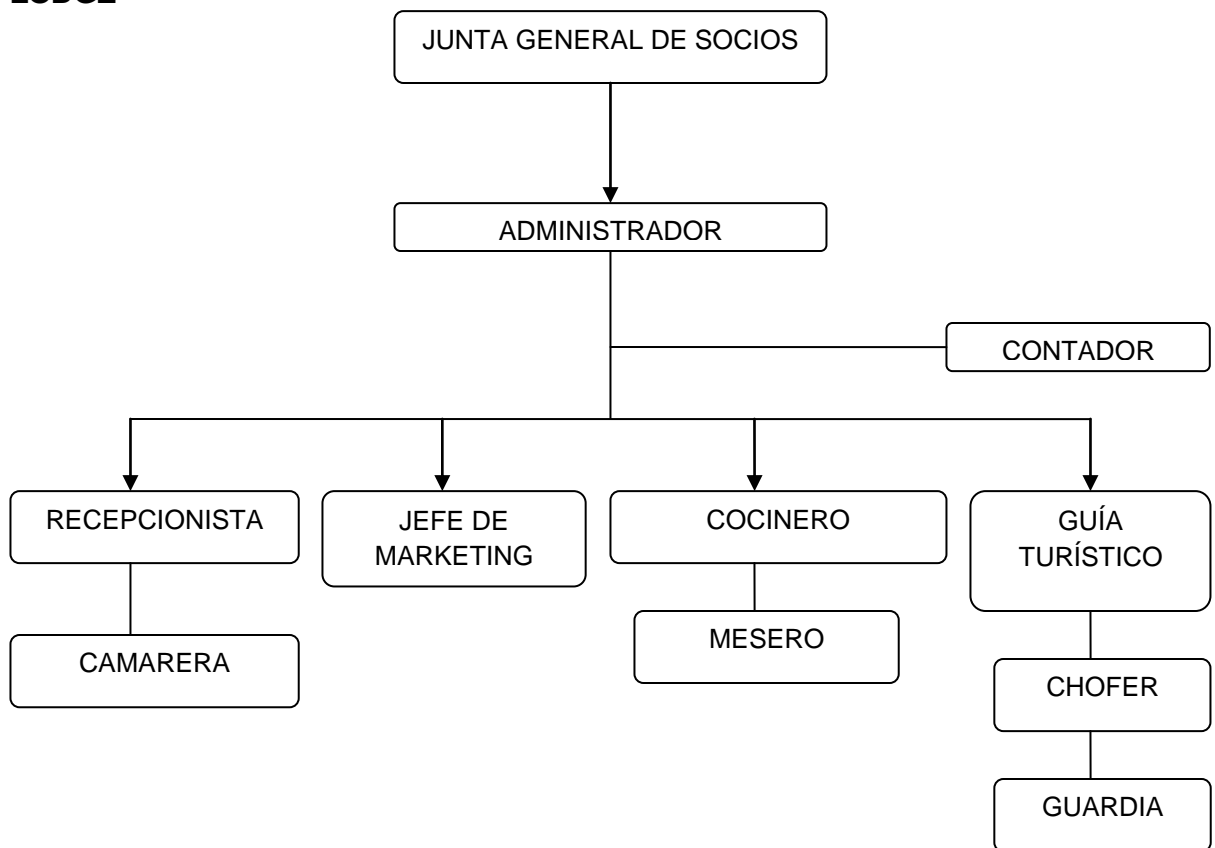 JUNTA GENERAL DE SOCIOS
ADMINISTRADOR
CONTADOR
RECEPCIONISTA
JEFE DE
MARKETING
COCINERO
GUÍA
TURÍSTICO
CAMARERA
MESERO
CHOFER
GUARDIA